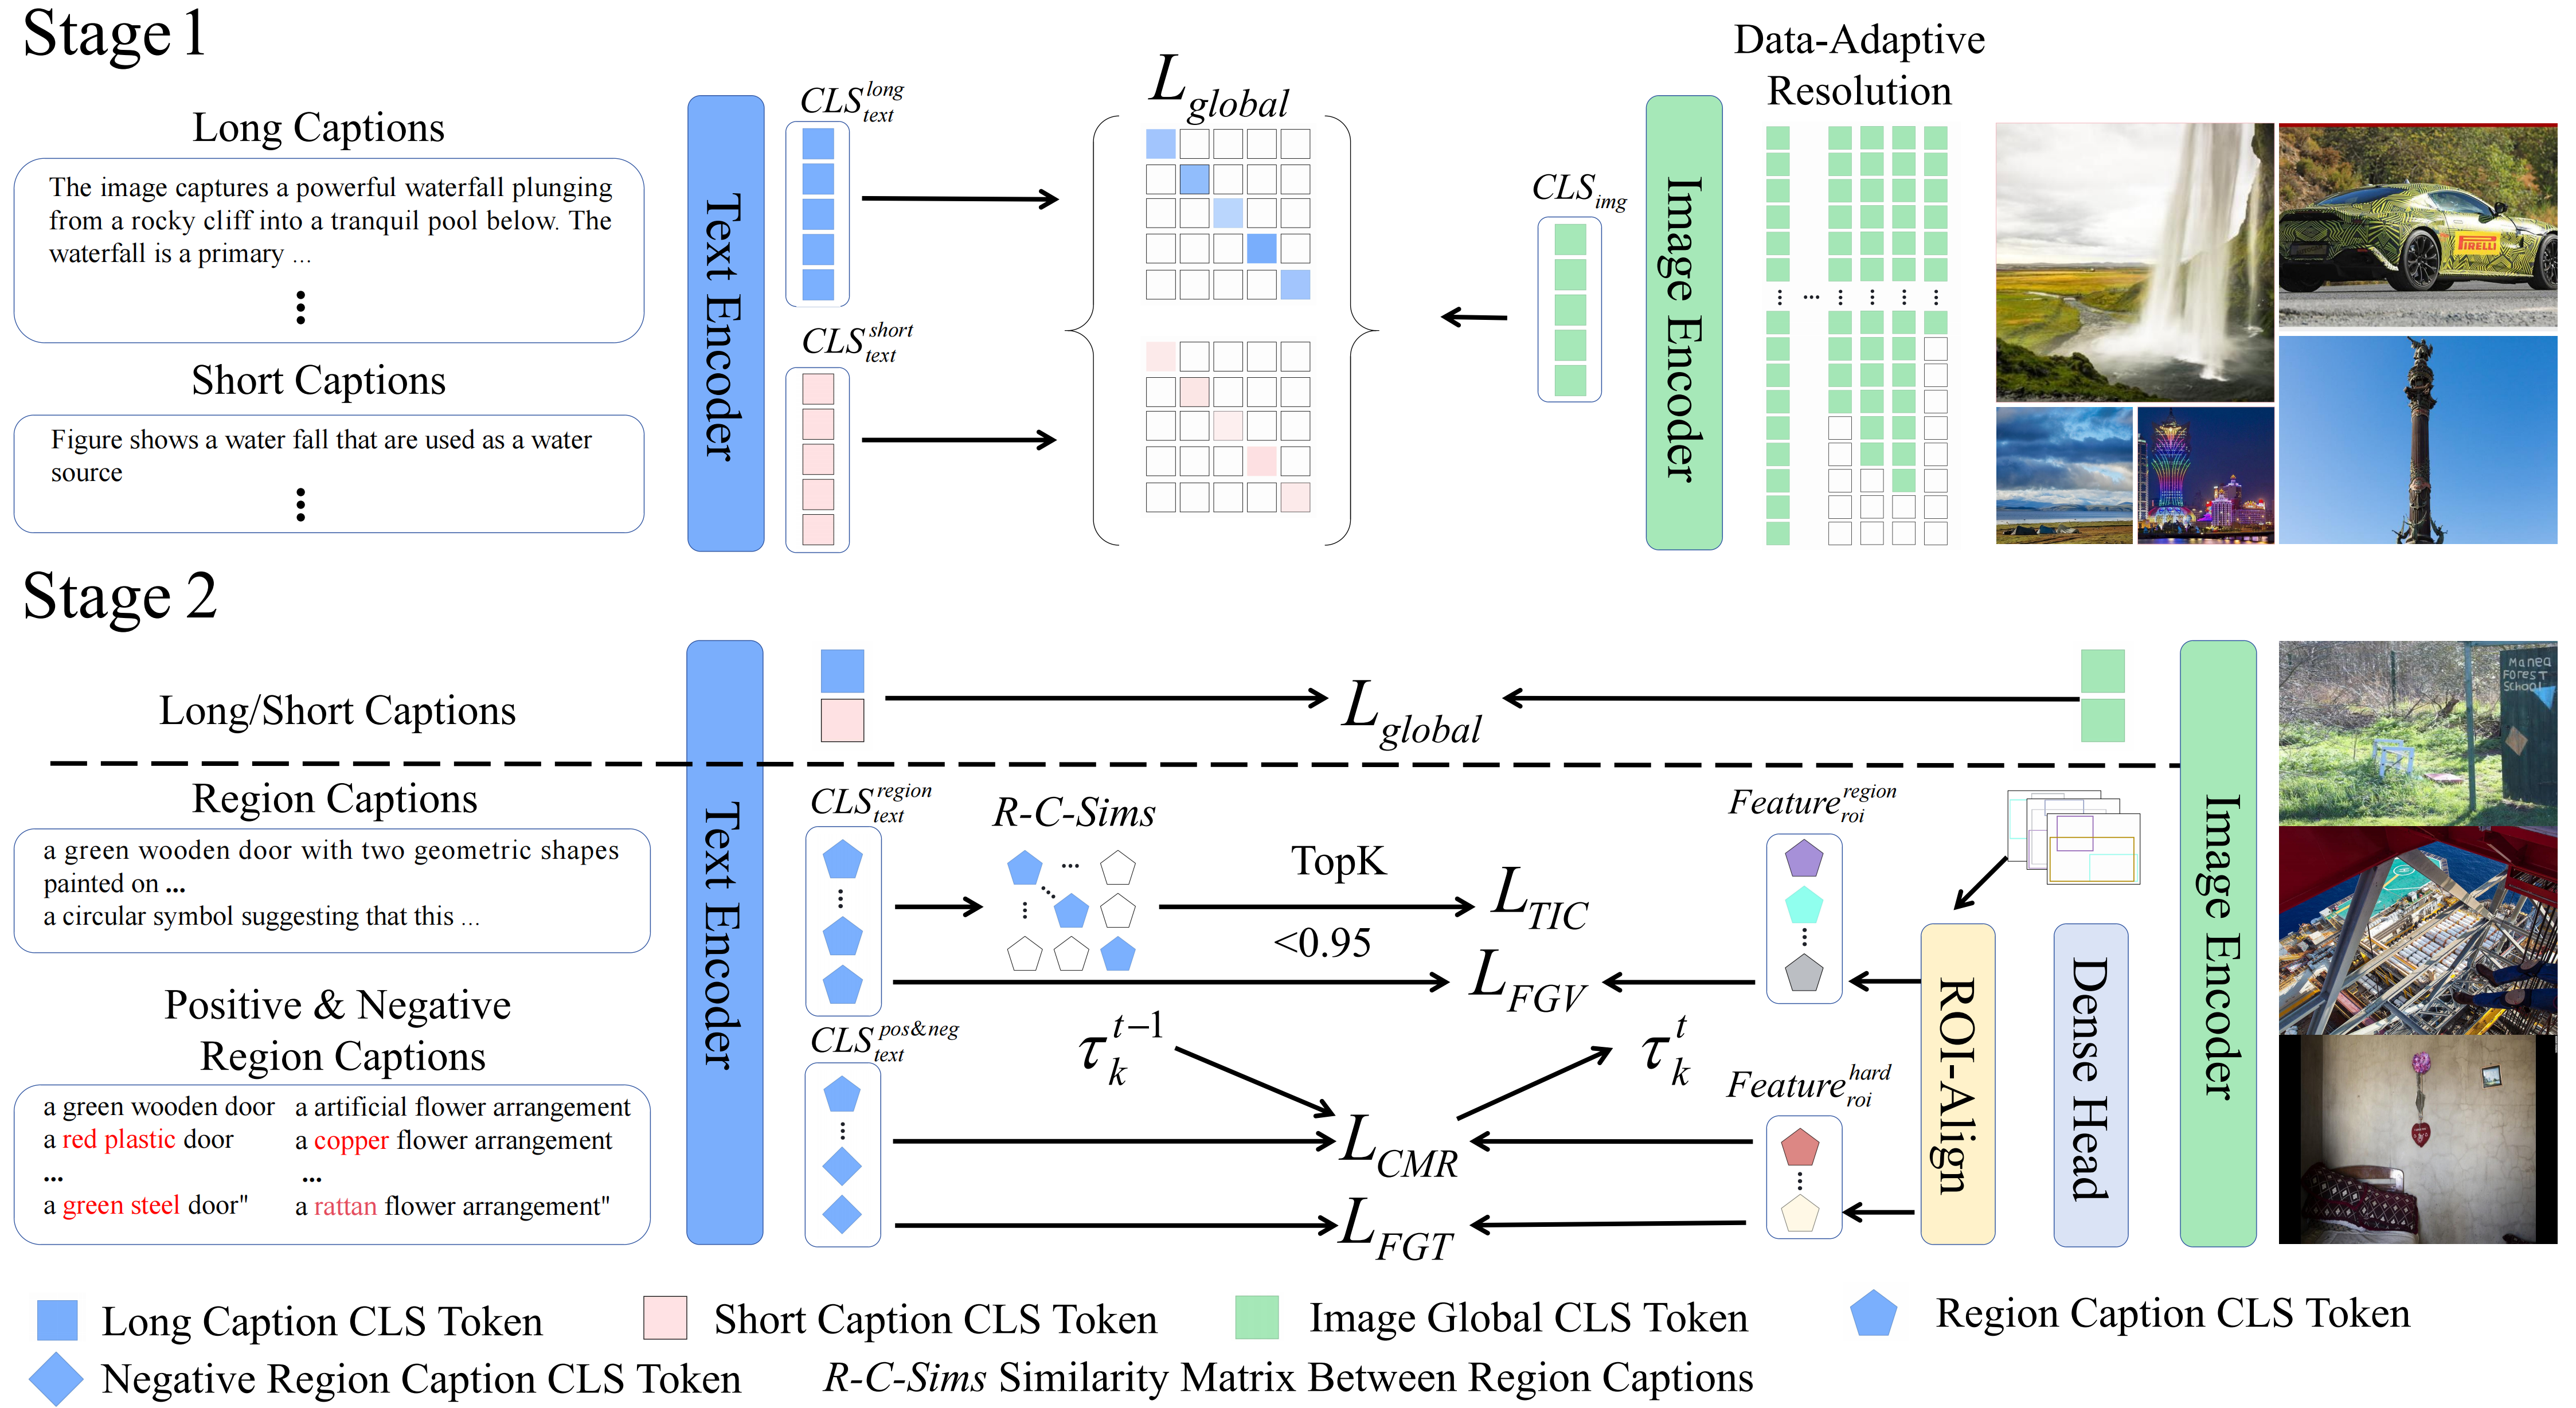 Stage 1
Data-Adaptive
Resolution
Long Captions
The image captures a powerful waterfall plunging
from a rocky cliff into a tranquil pool below. The
waterfall is a primary ...
Short Captions
Figure shows a water fall that are used as a water
source
Text Encoder
CLS_{text}^{long}
CLS_{text}^{short}
L_{global}
CLS_{img}
Image Encoder
PIRELLI
Stage 2
Long/Short Captions
L_{global}
Region Captions
a green wooden door with two geometric shapes
painted on ...
a circular symbol suggesting that this ...
Positive & Negative
Region Captions
a green wooden door
a red plastic door
...
a green steel door"
a artificial flower arrangement
a copper flower arrangement
...
a rattan flower arrangement"
Text Encoder
CLS_{text}^{region}
R-C-Sims
TopK
<0.95
L_{TIC}
L_{FGV}
CLS_{text}^{pos&neg}
τ_k^{t−1}
τ_k^t
L_{CMR}
L_{FGT}
Feature_{roi}^{region}
Feature_{roi}^{hard}
ROI-Align
Dense Head
Image Encoder
Manea
Forest
School
Long Caption CLS Token
Short Caption CLS Token
Image Global CLS Token
Region Caption CLS Token
Negative Region Caption CLS Token
R-C-Sims Similarity Matrix Between Region Captions